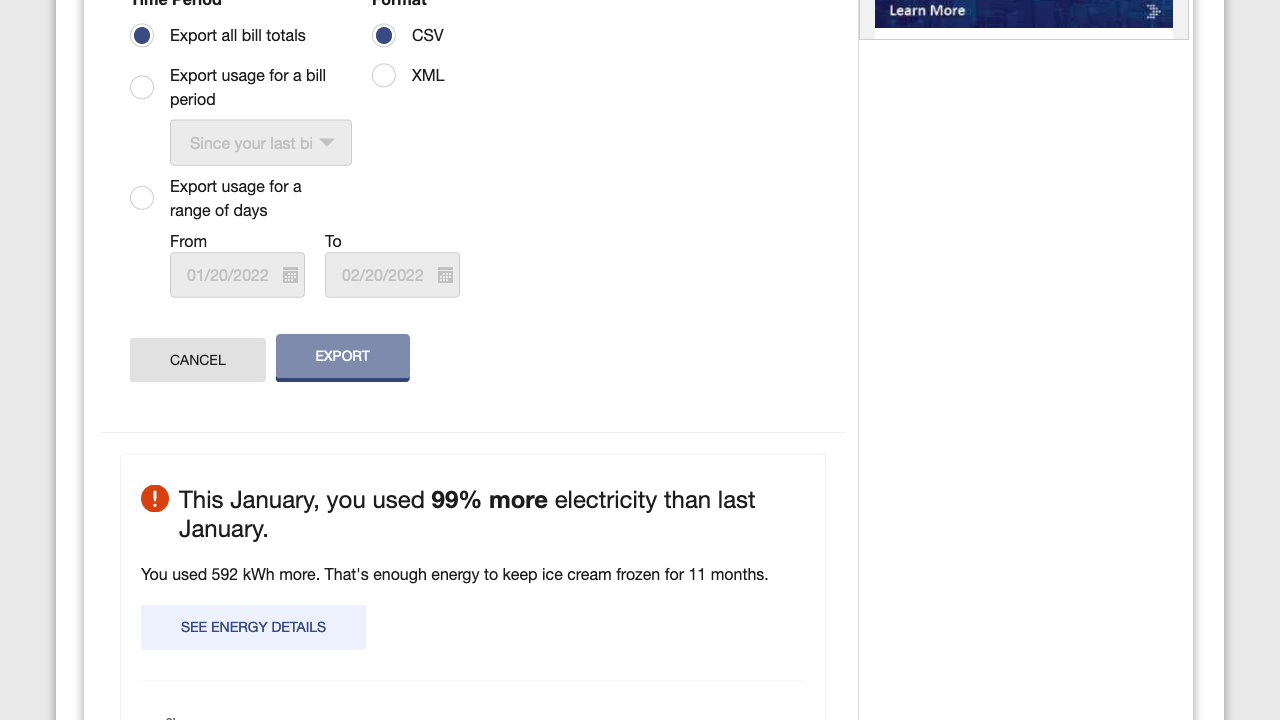 Time Period
Format
Learn More
Export all bill totals
CSV
Export usage for a bill
period
XML
Since your last bi
Export usage for a
range of days
From
To
01/20/2022
02/20/2022
CANCEL
EXPORT
This January, you used 99% more electricity than last
January.
You used 592 kWh more. That's enough energy to keep ice cream frozen for 11 months.
SEE ENERGY DETAILS